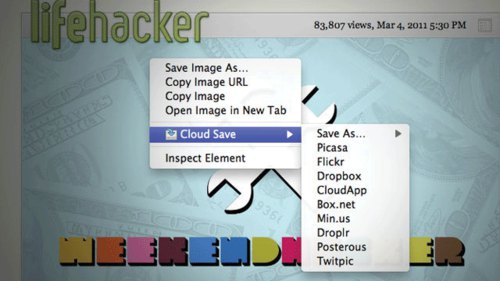 lifehacker
83,807 views, Mar 4, 2011 5:30 PM
Save Image As...
Copy Image URL
Copy Image
Open Image in New Tab
Cloud Save
Inspect Element
Save As...
Picasa
Flickr
Dropbox
CloudApp
Box.net
Min.us
Droplr
Posterous
Twitpic
WEEKEND